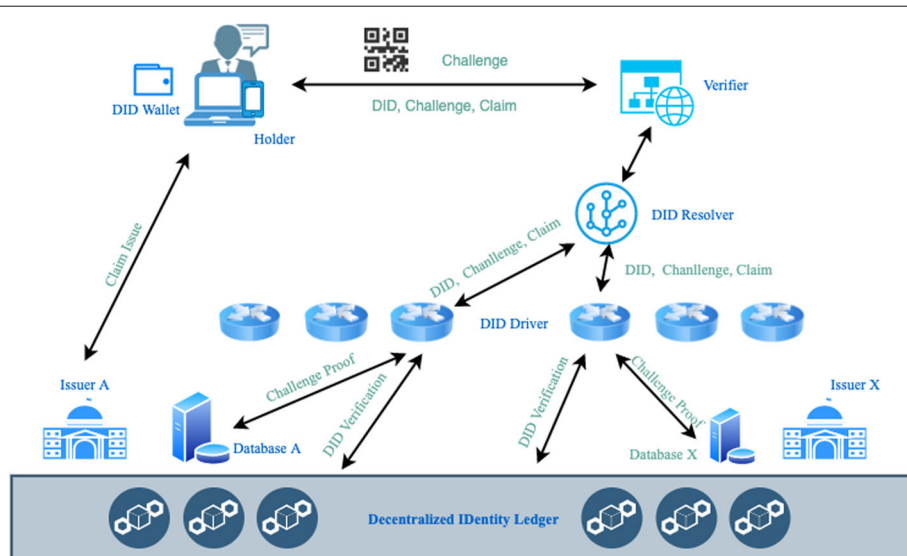 Challenge
DID Wallet
Verifier
DID, Challenge, Claim
Holder
DID Resolver
Claim Issue
DID, Chanllenge, Claim
DID, Chanllenge, Claim
DID Driver
Issuer A
Challenge Proof
DID Verification
DID Verification
Challenge Proof
Issuer X
Database A
Database X
Decentralized IDentity Ledger